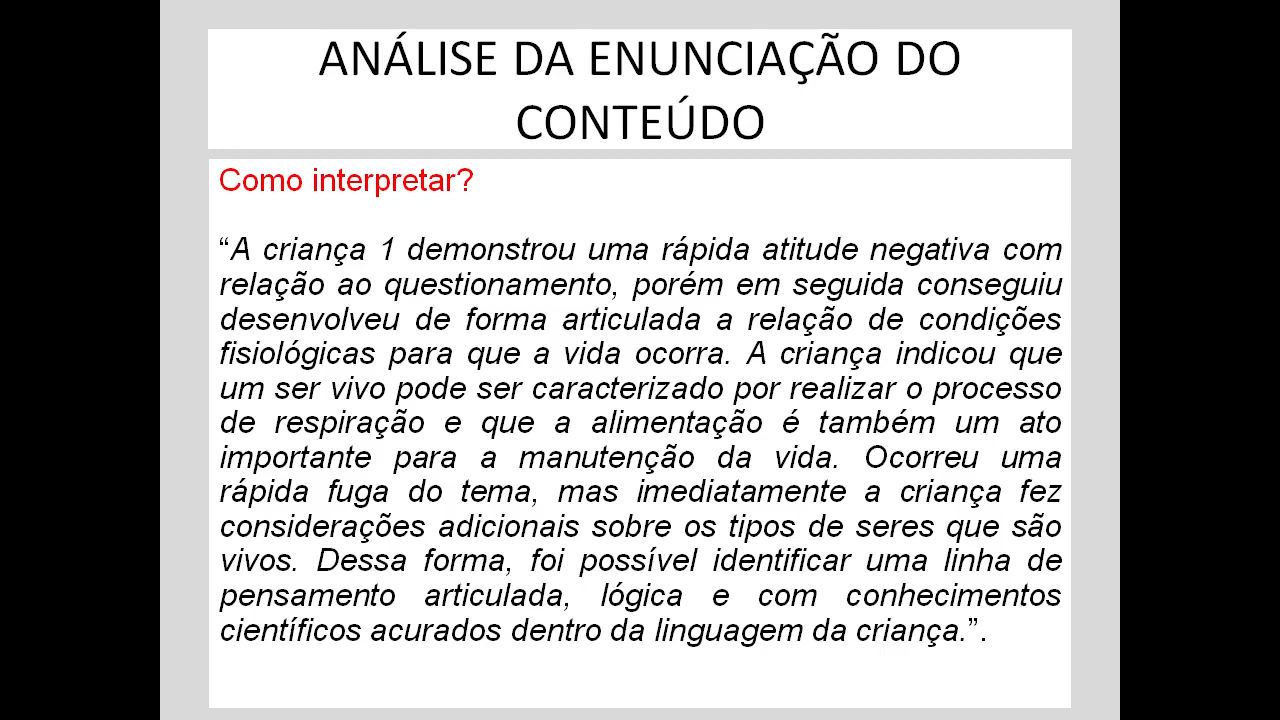 ANÁLISE DA ENUNCIAÇÃO DO
CONTEÚDO
Como interpretar?
“A criança 1 demonstrou uma rápida atitude negativa com
relação ao questionamento, porém em seguida conseguiu
desenvolveu de forma articulada a relação de condições
fisiológicas para que a vida ocorra. A criança indicou que
um ser vivo pode ser caracterizado por realizar o processo
de respiração e que a alimentação é também um ato
importante para a manutenção da vida. Ocorreu uma
rápida fuga do tema, mas imediatamente a criança fez
considerações adicionais sobre os tipos de seres que são
vivos. Dessa forma, foi possível identificar uma linha de
pensamento articulada, lógica e com conhecimentos
científicos acurados dentro da linguagem da criança.”.